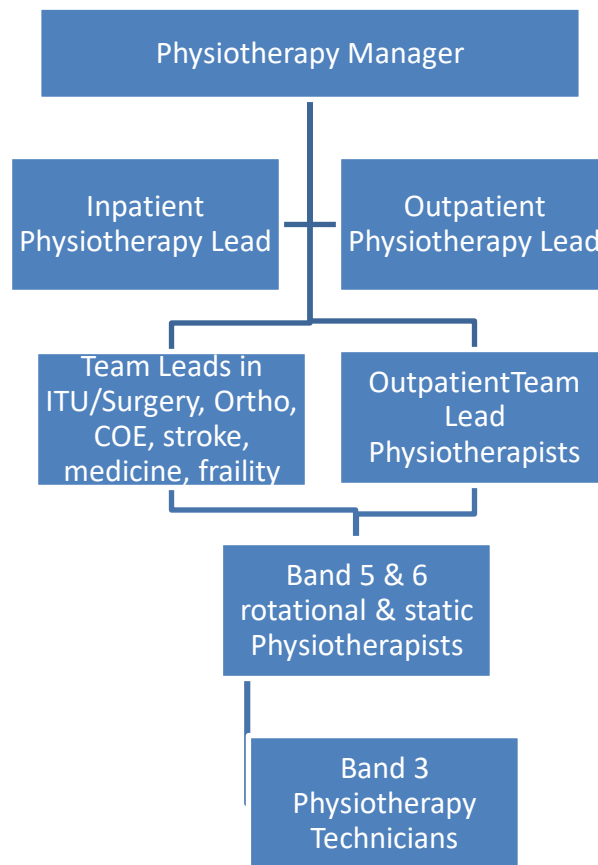 Physiotherapy Manager
Inpatient
Physiotherapy Lead
Outpatient
Physiotherapy Lead
Team Leads in
ITU/Surgery, Ortho,
COE, stroke,
medicine, fraility
OutpatientTeam
Lead
Physiotherapists
Band 5 & 6
rotational & static
Physiotherapists
Band 3
Physiotherapy
Technicians